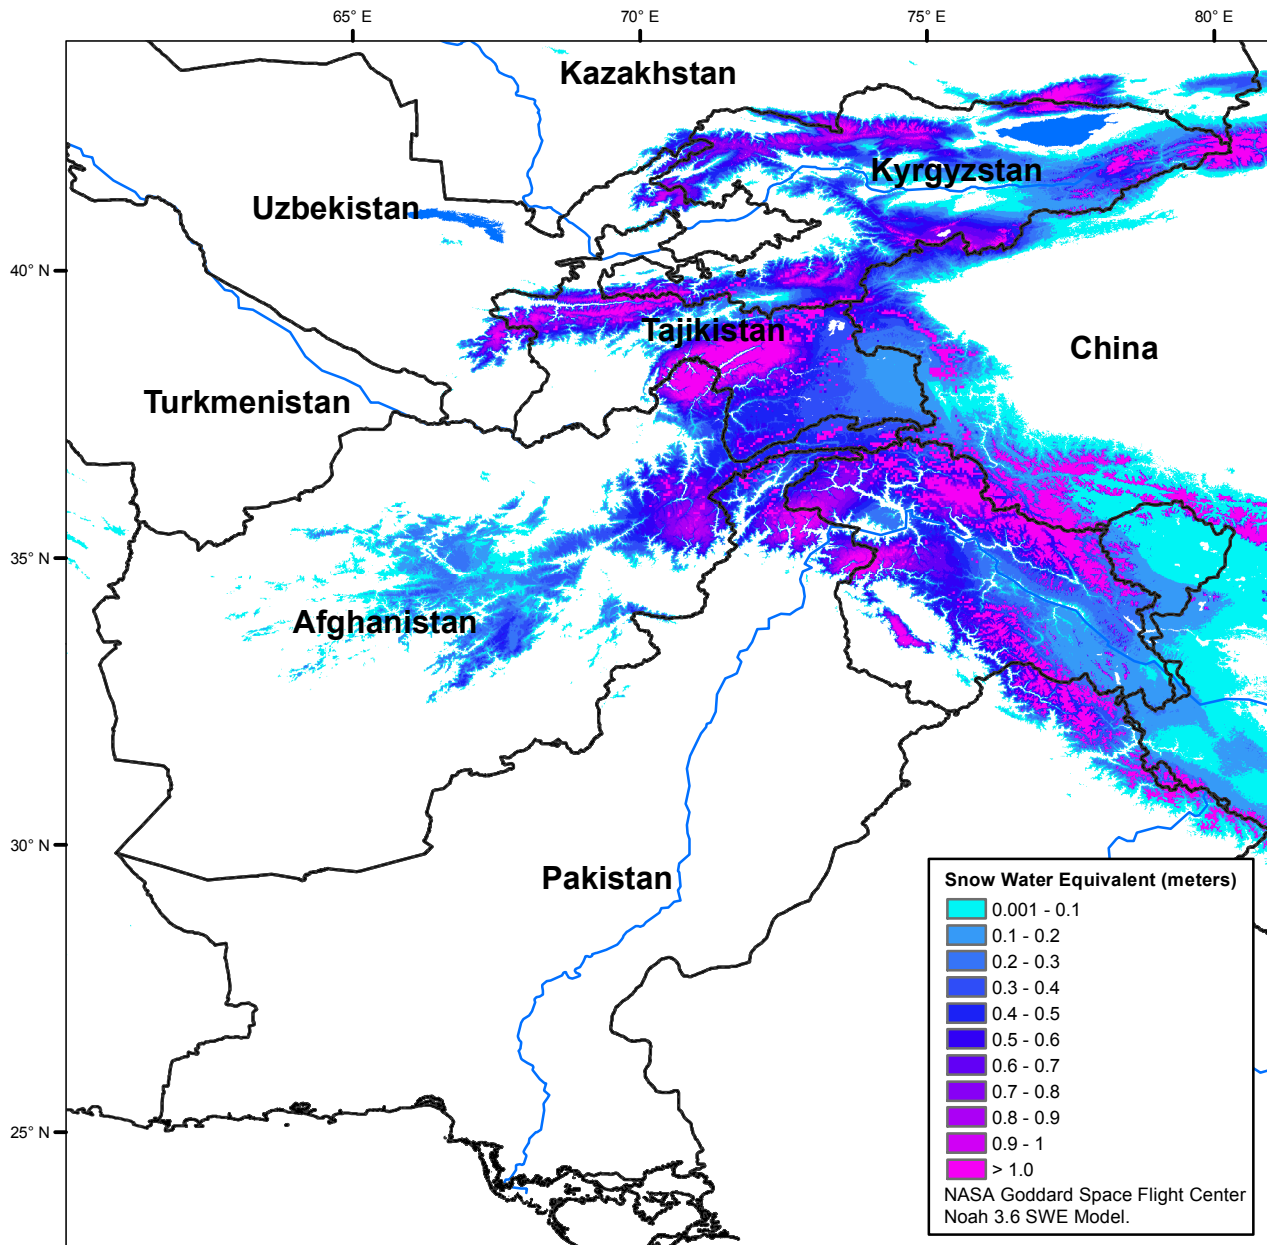 65° E
70° E
75° E
80° E
Kazakhstan
Kyrgyzstan
Uzbekistan
40° N
Tajikistan
China
Turkmenistan
35° N
Afghanistan
30° N
Pakistan
25° N
Snow Water Equivalent (meters)
0.001 - 0.1
0.1 - 0.2
0.2 - 0.3
0.3 - 0.4
0.4 - 0.5
0.5 - 0.6
0.6 - 0.7
0.7 - 0.8
0.8 - 0.9
0.9 - 1
> 1.0
NASA Goddard Space Flight Center
Noah 3.6 SWE Model.